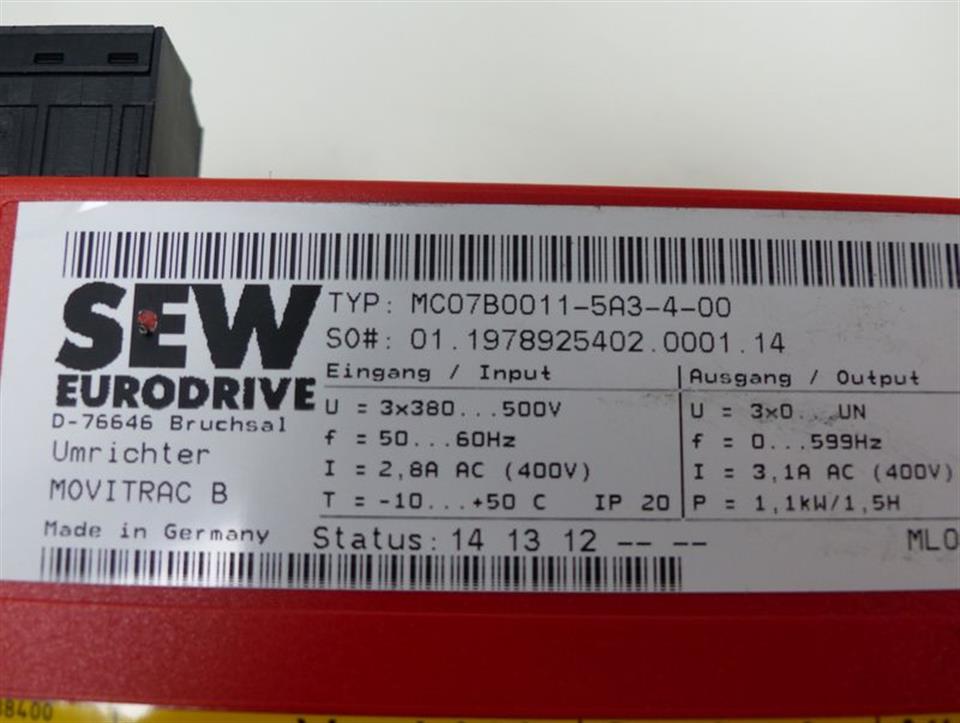 SEW
EURODRIVE
D-76646 Bruchsal
Umrichter
MOVITRAC B
Made in Germany
TYP: MC07B0011-5A3-4-00
SO#: 01.1978925402.0001.14
Eingang / Input
U = 3x380...500V
f = 50...60Hz
I = 2,8A AC (400V)
T = -10...+50 C IP 20
Ausgang / Output
U = 3x0... UN
f = 0...599Hz
I = 3,1A AC (400V)
P = 1,1kW/1,5H
Status: 14 13 12 -- --
ML0